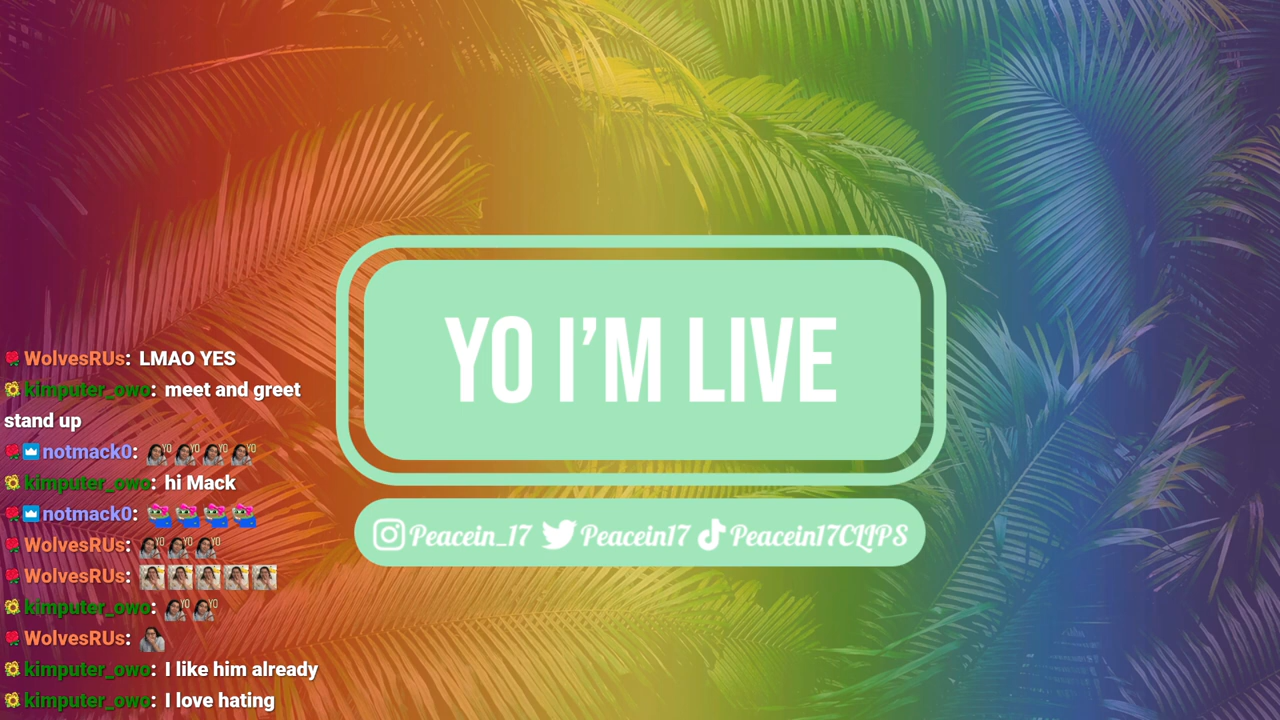 YO I'M LIVE
Peacein_17 Peacein17 Peacein17CLIPS
WolvesRUs: LMAO YES
kimputer_owo: meet and greet
stand up
notmack0:
kimputer_owo: hi Mack
notmack0:
WolvesRUs:
WolvesRUs:
kimputer_owo:
WolvesRUs:
kimputer_owo: I like him already
kimputer_owo: I love hating